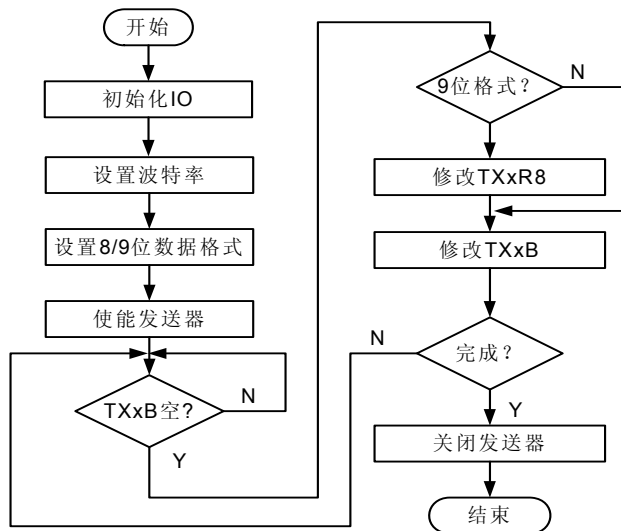 开始
初始化IO
设置波特率
设置8/9位数据格式
使能发送器
TXxB空?
N
Y
9位格式?
N
修改TXxR8
修改TXxB
完成?
N
Y
关闭发送器
结束